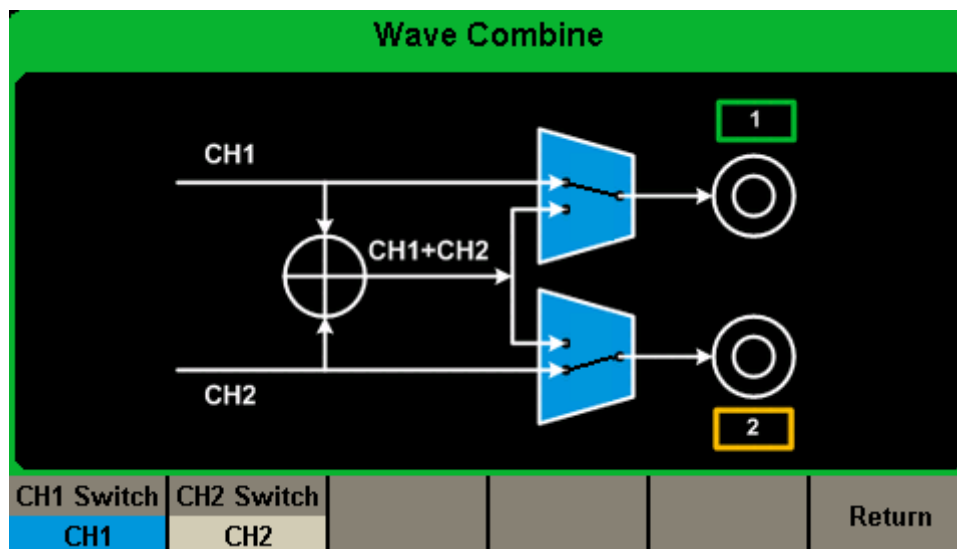 Wave Combine
1
CH1
CH1+CH2
CH2
2
CH1 Switch CH2 Switch
CH1 CH2
Return